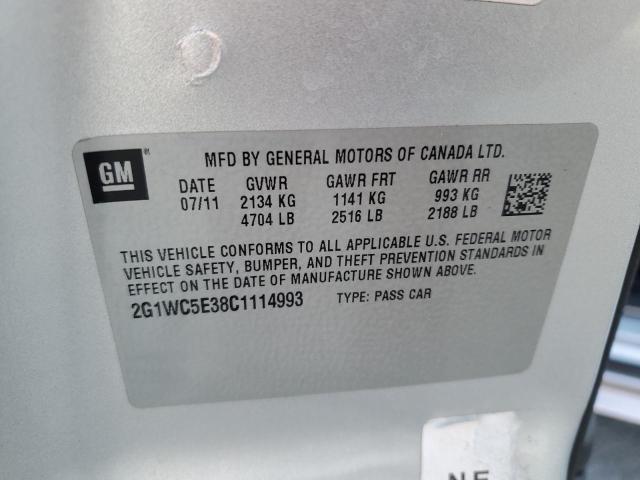 GM
MFD BY GENERAL MOTORS OF CANADA LTD.
DATE GVWR GAWR FRT GAWR RR
07/11 2134 KG 1141 KG 993 KG
4704 LB 2516 LB 2188 LB
THIS VEHICLE CONFORMS TO ALL APPLICABLE U.S. FEDERAL MOTOR
VEHICLE SAFETY, BUMPER, AND THEFT PREVENTION STANDARDS IN
EFFECT ON THE DATE OF MANUFACTURE SHOWN ABOVE.
2G1WC5E38C1114993 TYPE: PASS CAR